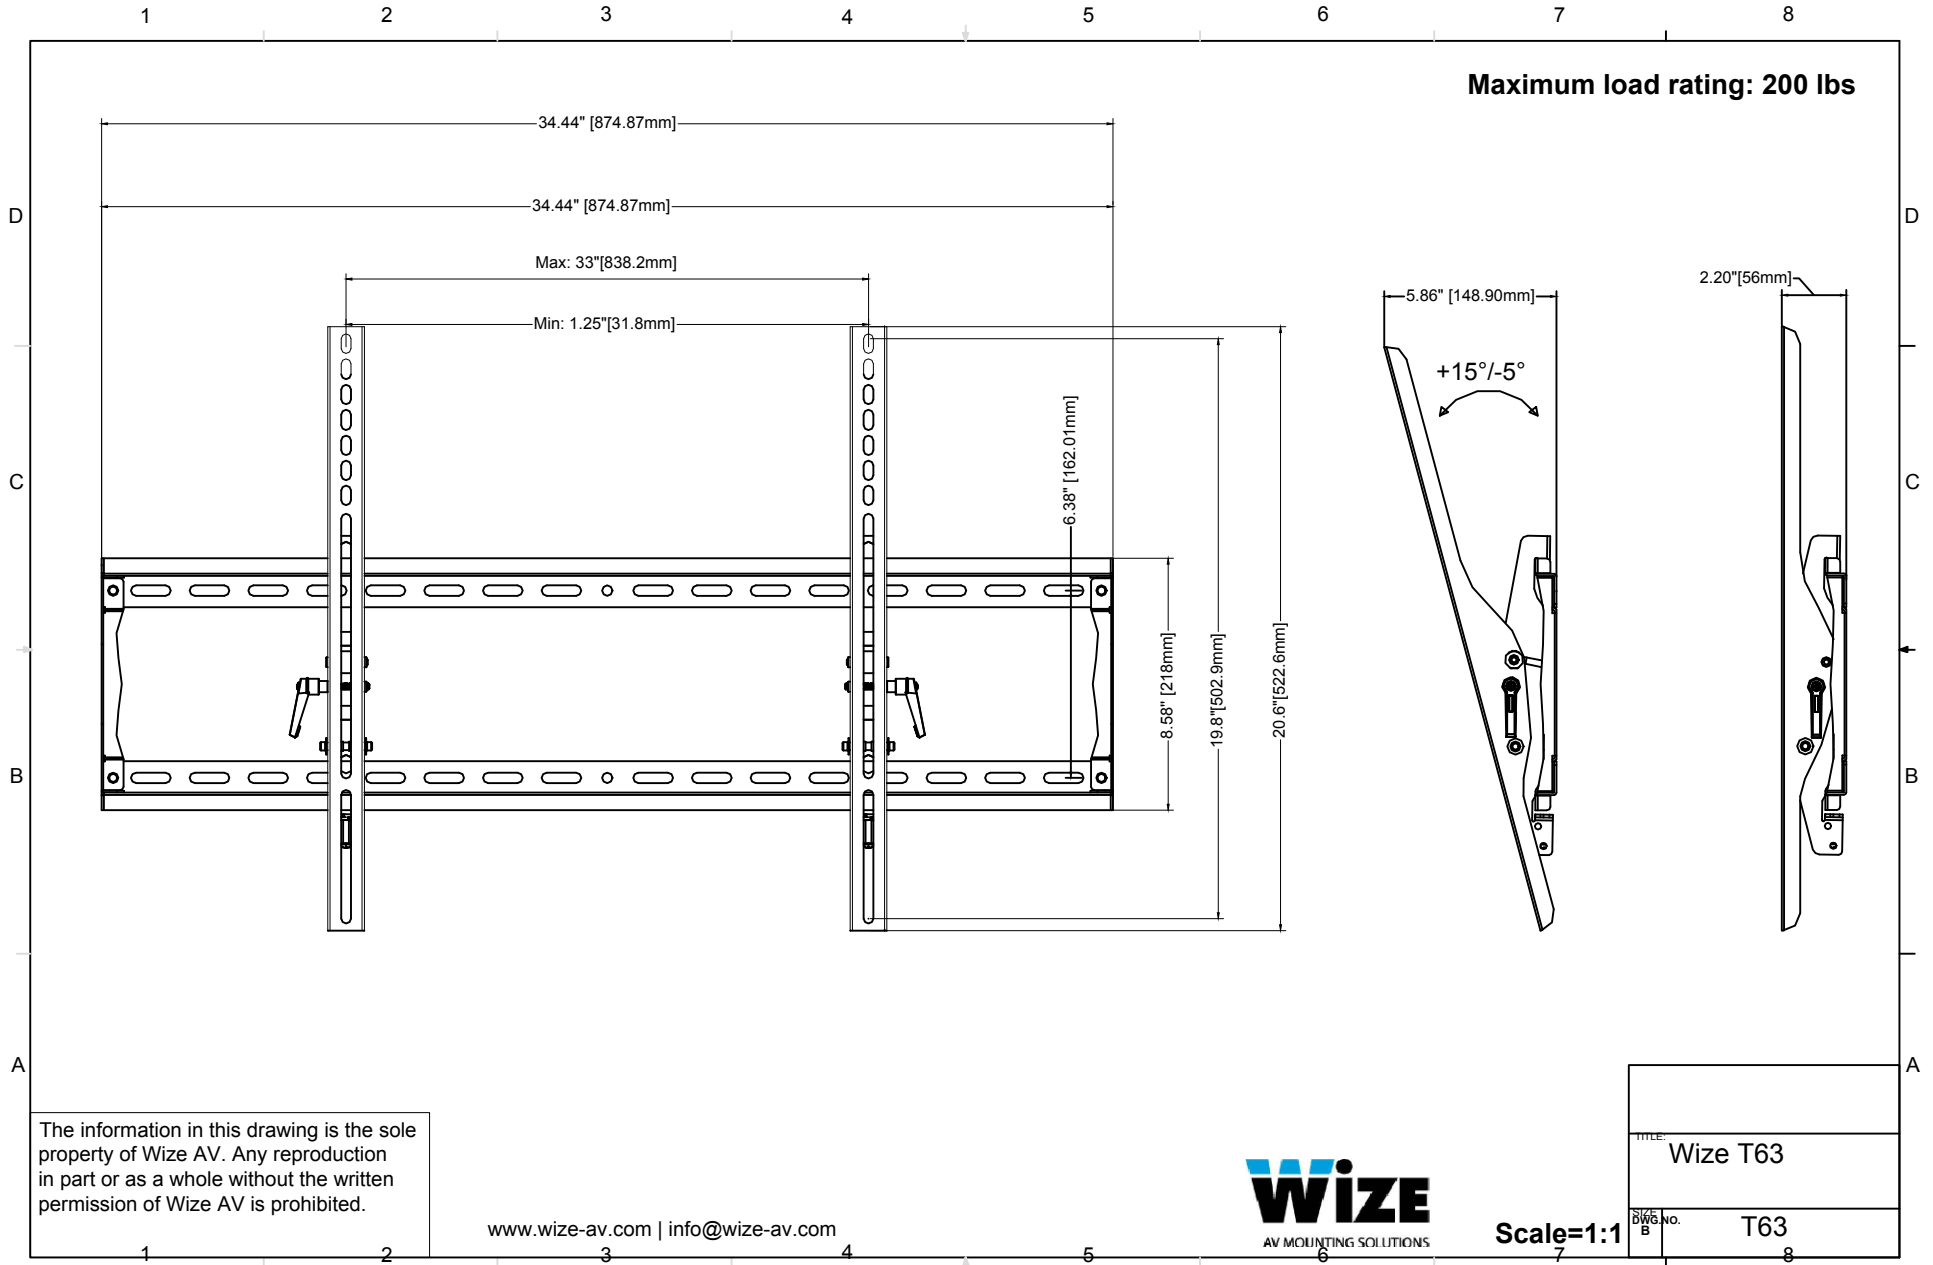 1 2 3 4 5 6 7 8
Maximum load rating: 200 lbs
34.44" [874.87mm]
34.44" [874.87mm]
D D
Max: 33"[838.2mm]
Min: 1.25"[31.8mm]
5.86" [148.90mm]
2.20"[56mm]
+15°/-5°
6.38" [162.01mm]
C C
8.58" [218mm]
19.8"[502.9mm]
20.6"[522.6mm]
B B
A A
The information in this drawing is the sole
property of Wize AV. Any reproduction
in part or as a whole without the written
permission of Wize AV is prohibited.
www.wize-av.com | info@wize-av.com
WiZE
AV MOUNTING SOLUTIONS
Scale=1:1
TITLE:
Wize T63
SIZE
DWG.NO.
B
T63
1 2 3 4 5 6 7 8